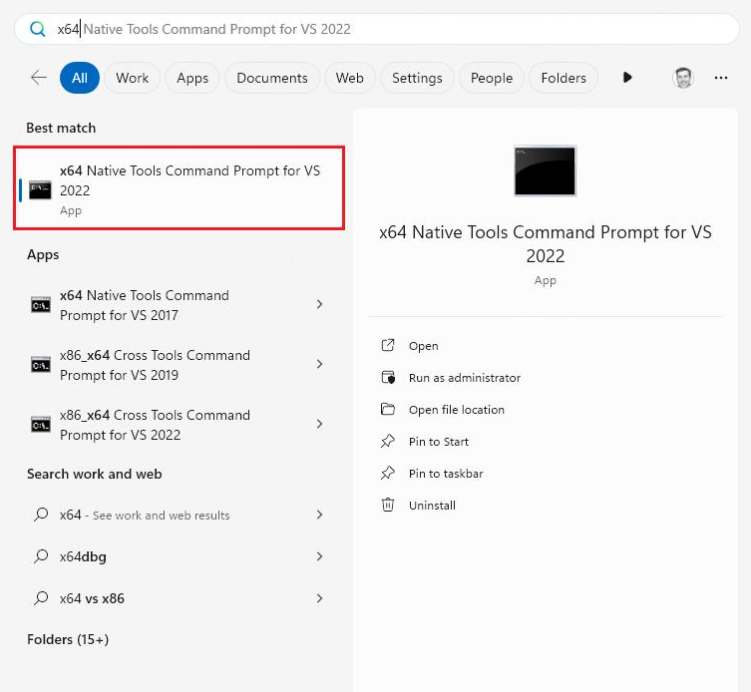 x64 Native Tools Command Prompt for VS 2022
All Work Apps Documents Web Settings People Folders
Best match
x64 Native Tools Command Prompt for VS
2022
App
Apps
x64 Native Tools Command
Prompt for VS 2017
x86_x64 Cross Tools Command
Prompt for VS 2019
x86_x64 Cross Tools Command
Prompt for VS 2022
Search work and web
x64 - See work and web results
x64dbg
x64 vs x86
Folders (15+)
x64 Native Tools Command Prompt for VS
2022
App
Open
Run as administrator
Open file location
Pin to Start
Pin to taskbar
Uninstall